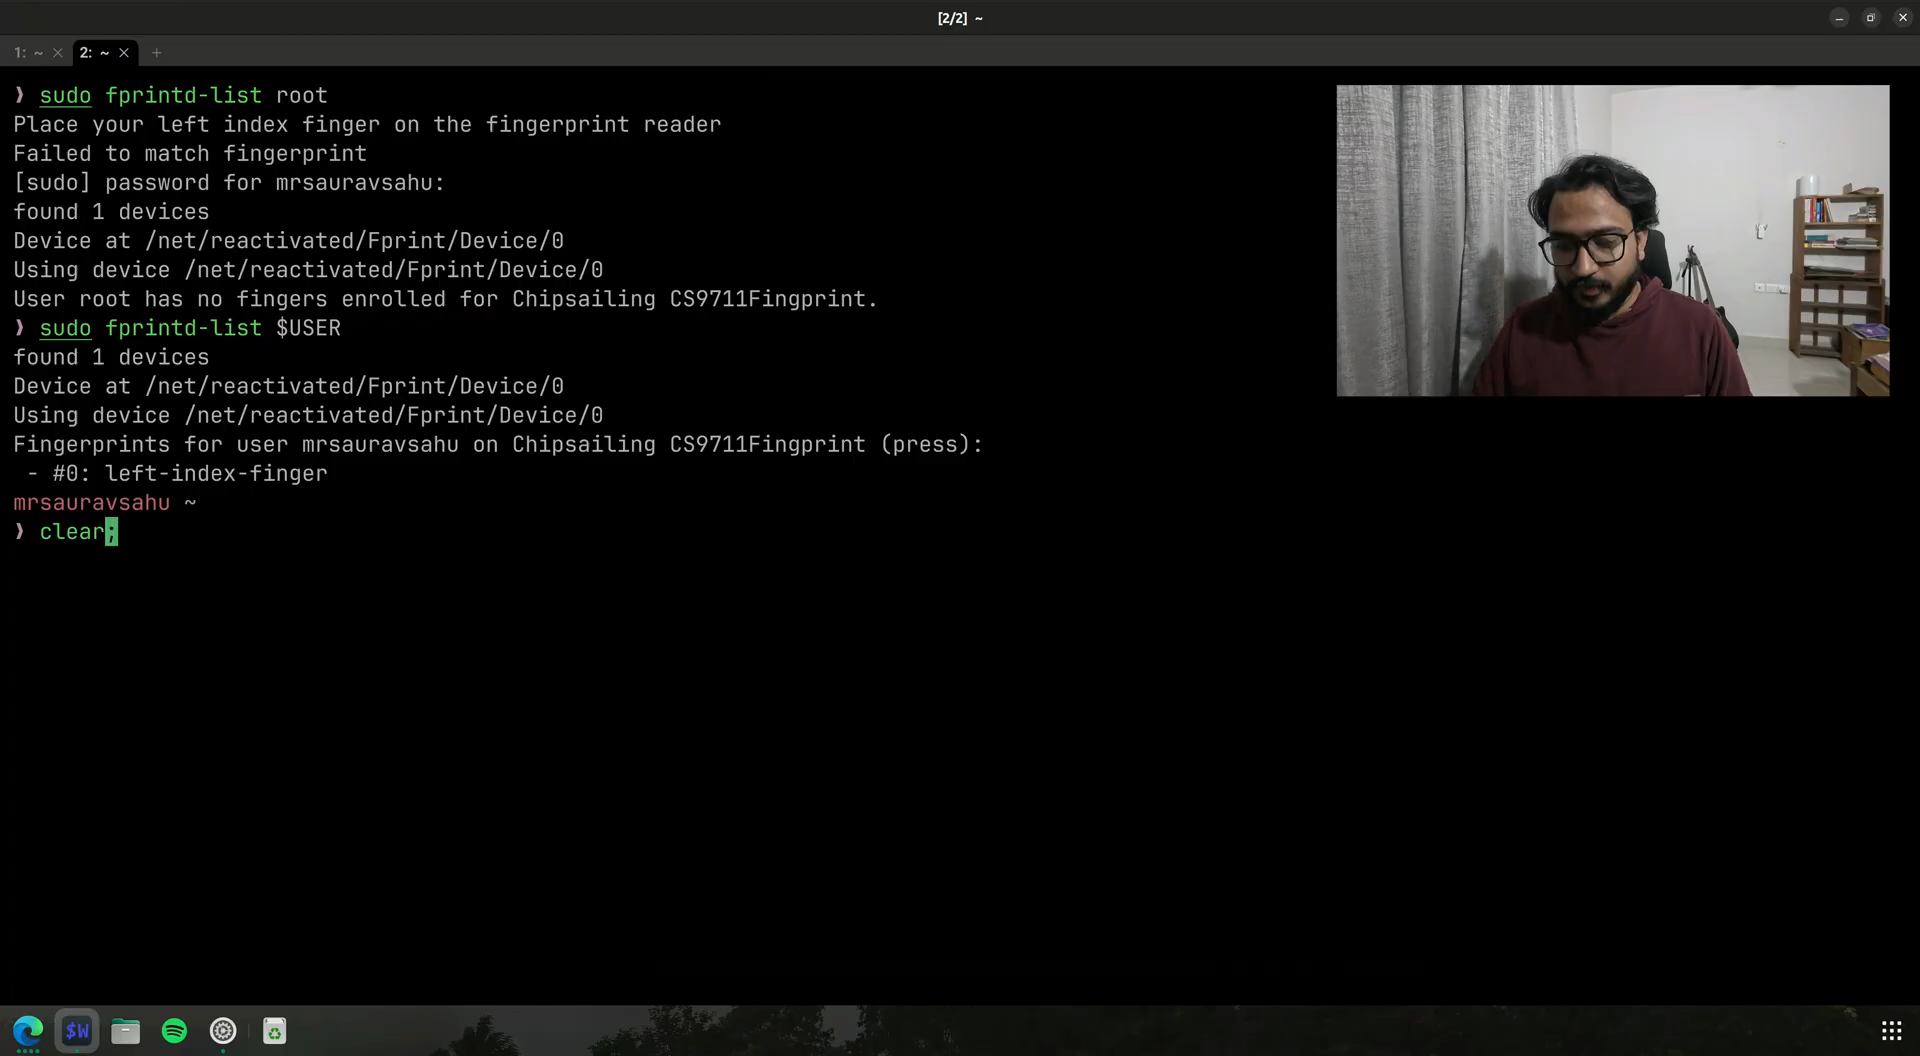 [2/2] ~
1: ~ × 2: ~ × +
❯ sudo fprintd-list root
Place your left index finger on the fingerprint reader
Failed to match fingerprint
[sudo] password for mrsauravsahu:
found 1 devices
Device at /net/reactivated/Fprint/Device/0
Using device /net/reactivated/Fprint/Device/0
User root has no fingers enrolled for Chipsailing CS9711Fingprint.
❯ sudo fprintd-list $USER
found 1 devices
Device at /net/reactivated/Fprint/Device/0
Using device /net/reactivated/Fprint/Device/0
Fingerprints for user mrsauravsahu on Chipsailing CS9711Fingprint (press):
 - #0: left-index-finger
mrsauravsahu ~
❯ clear;
$W